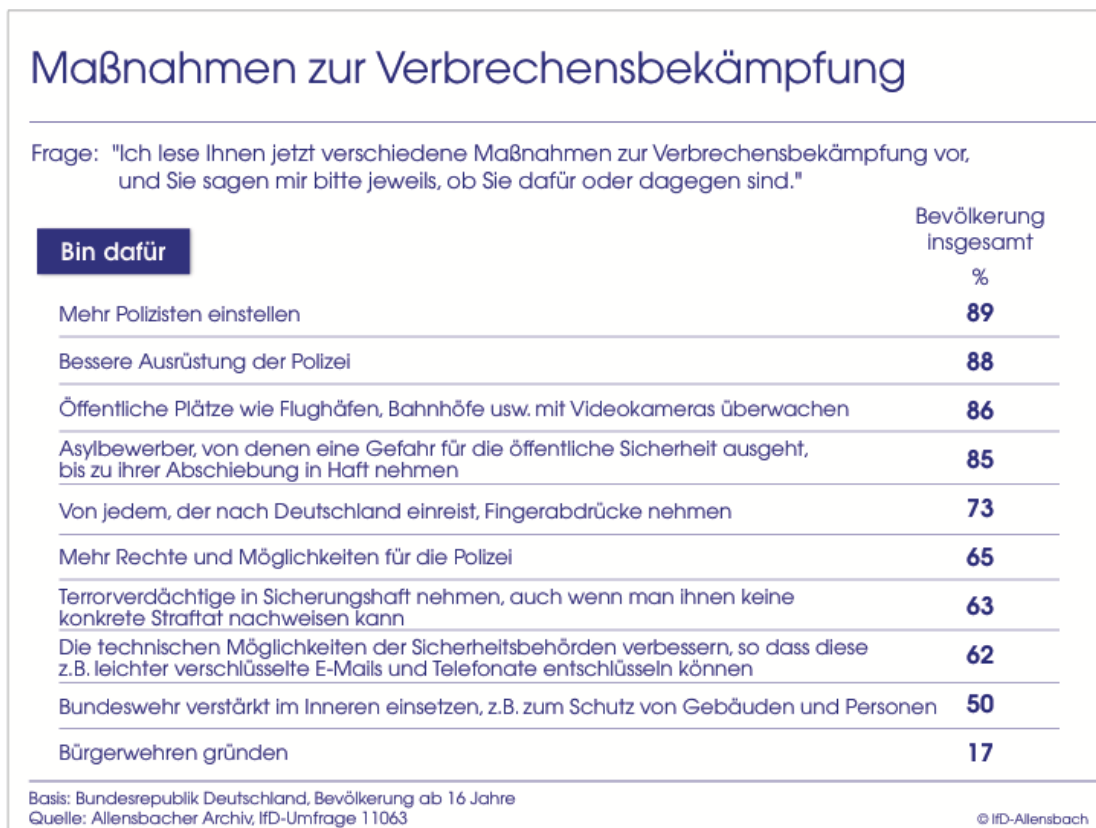 Maßnahmen zur Verbrechensbekämpfung
Frage: "Ich lese Ihnen jetzt verschiedene Maßnahmen zur Verbrechensbekämpfung vor,
und Sie sagen mir bitte jeweils, ob Sie dafür oder dagegen sind."
Bevölkerung
insgesamt
%
Bin dafür
Mehr Polizisten einstellen 89
Bessere Ausrüstung der Polizei 88
Öffentliche Plätze wie Flughäfen, Bahnhöfe usw. mit Videokameras überwachen 86
Asylbewerber, von denen eine Gefahr für die öffentliche Sicherheit ausgeht,
bis zu ihrer Abschiebung in Haft nehmen 85
Von jedem, der nach Deutschland einreist, Fingerabdrücke nehmen 73
Mehr Rechte und Möglichkeiten für die Polizei 65
Terrorverdächtige in Sicherungshaft nehmen, auch wenn man ihnen keine
konkrete Straftat nachweisen kann 63
Die technischen Möglichkeiten der Sicherheitsbehörden verbessern, so dass diese
z.B. leichter verschlüsselte E-Mails und Telefonate entschlüsseln können 62
Bundeswehr verstärkt im Inneren einsetzen, z.B. zum Schutz von Gebäuden und Personen 50
Bürgerwehren gründen 17
Basis: Bundesrepublik Deutschland, Bevölkerung ab 16 Jahre
Quelle: Allensbacher Archiv, IfD-Umfrage 11063
© IfD-Allensbach